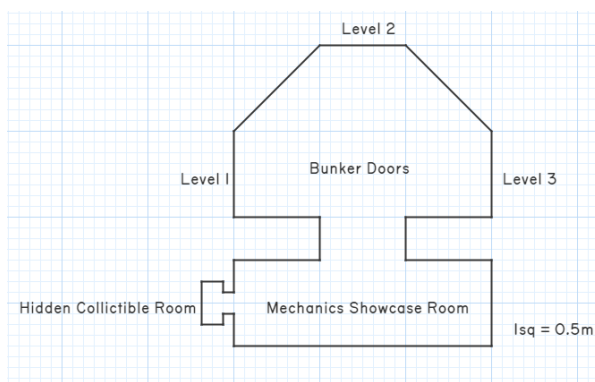 Level 2
Bunker Doors
Level 1
Level 3
Hidden Collictible Room
Mechanics Showcase Room
1sq = 0.5m